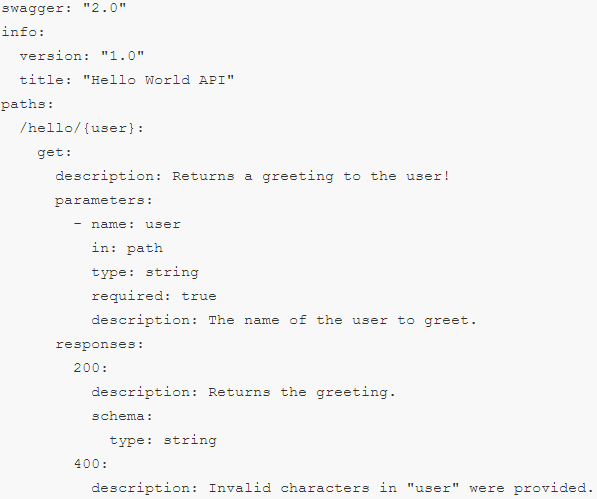 swagger: "2.0"
info:
  version: "1.0"
  title: "Hello World API"
paths:
  /hello/{user}:
    get:
      description: Returns a greeting to the user!
      parameters:
        - name: user
          in: path
          type: string
          required: true
          description: The name of the user to greet.
      responses:
        200:
          description: Returns the greeting.
          schema:
            type: string
        400:
          description: Invalid characters in "user" were provided.